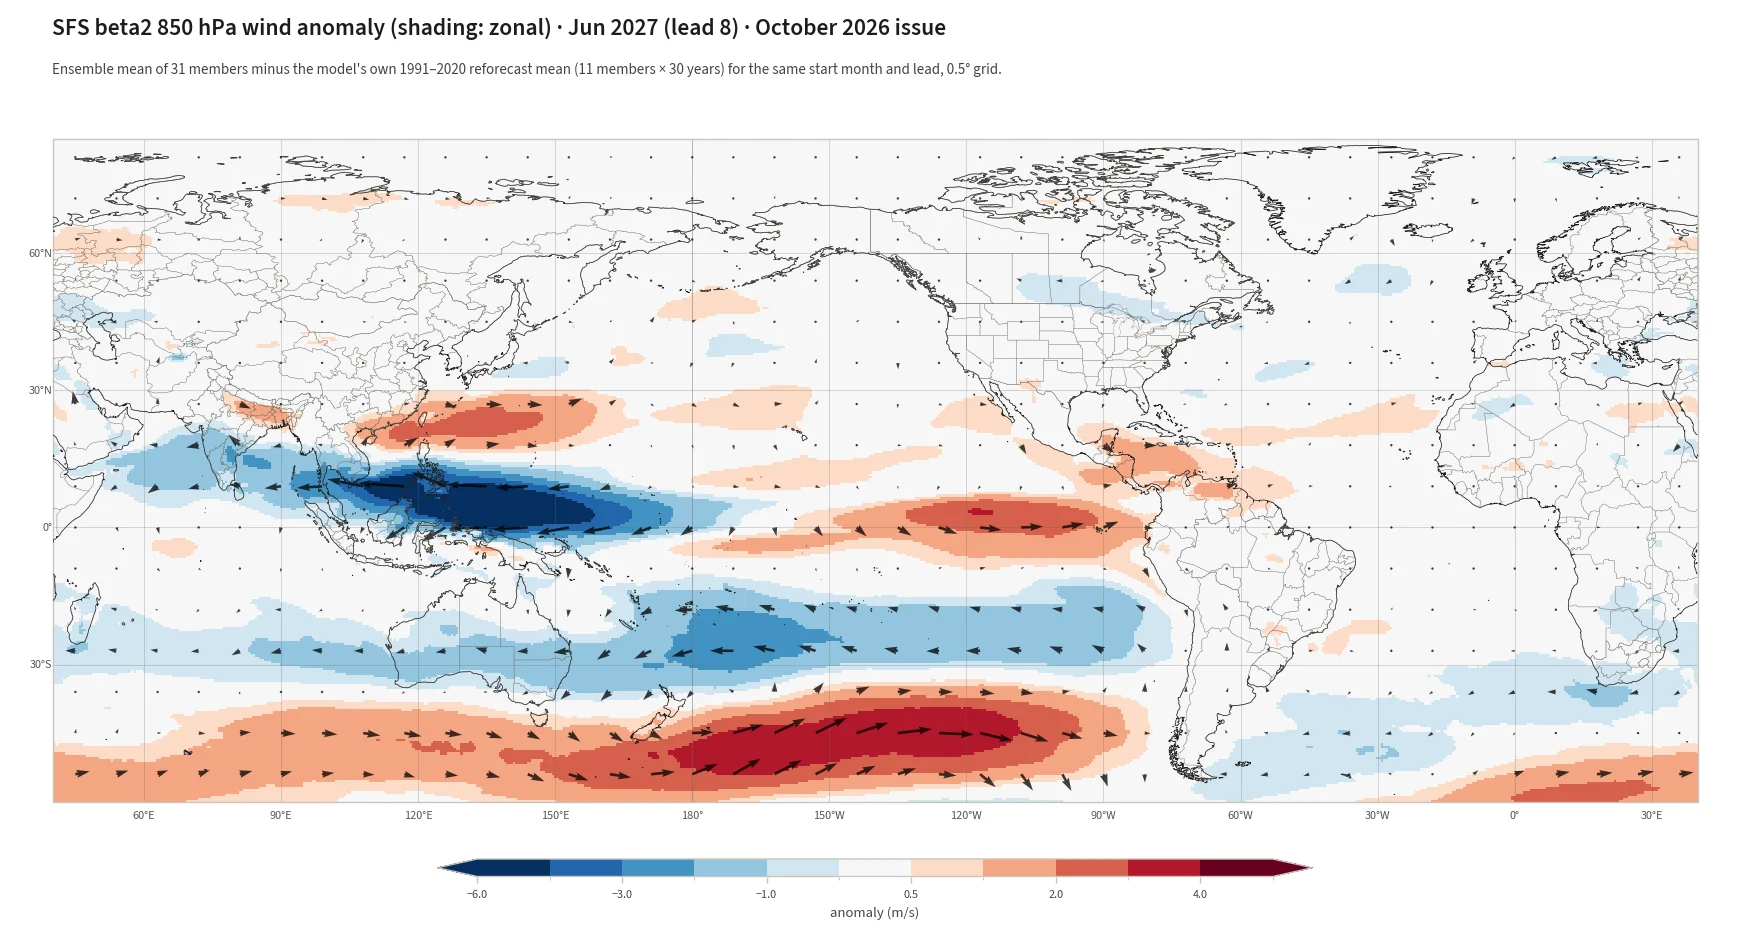 SFS beta2 850 hPa wind anomaly (shading: zonal) · Jun 2027 (lead 8) · October 2026 issue
Ensemble mean of 31 members minus the model's own 1991–2020 reforecast mean (11 members × 30 years) for the same start month and lead, 0.5° grid.
60°N
30°N
0°
30°S
60°E 90°E 120°E 150°E 180° 150°W 120°W 90°W 60°W 30°W 0° 30°E
−6.0 −3.0 −1.0 0.5 2.0 4.0
anomaly (m/s)